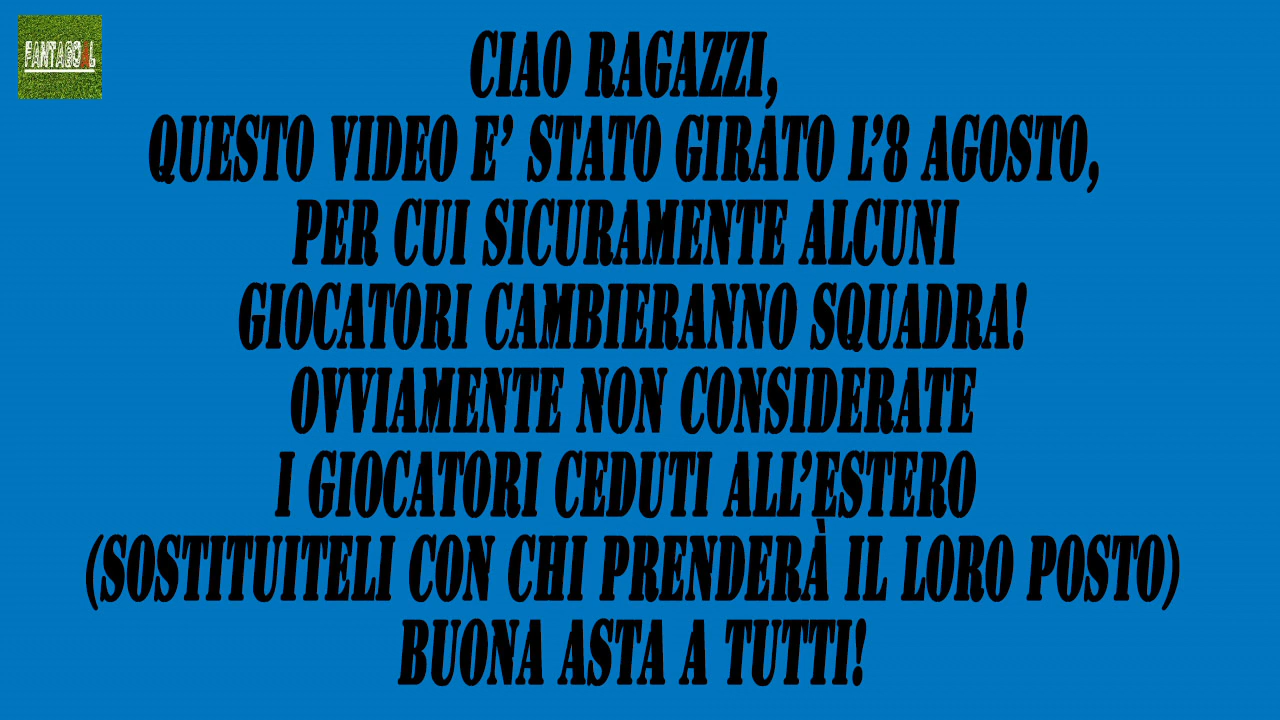 FANTAGOAL
CIAO RAGAZZI,
QUESTO VIDEO E' STATO GIRATO L'8 AGOSTO,
PER CUI SICURAMENTE ALCUNI
GIOCATORI CAMBIERANNO SQUADRA!
OVVIAMENTE NON CONSIDERATE
I GIOCATORI CEDUTI ALL'ESTERO
(SOSTITUITELI CON CHI PRENDERÀ IL LORO POSTO)
BUONA ASTA A TUTTI!